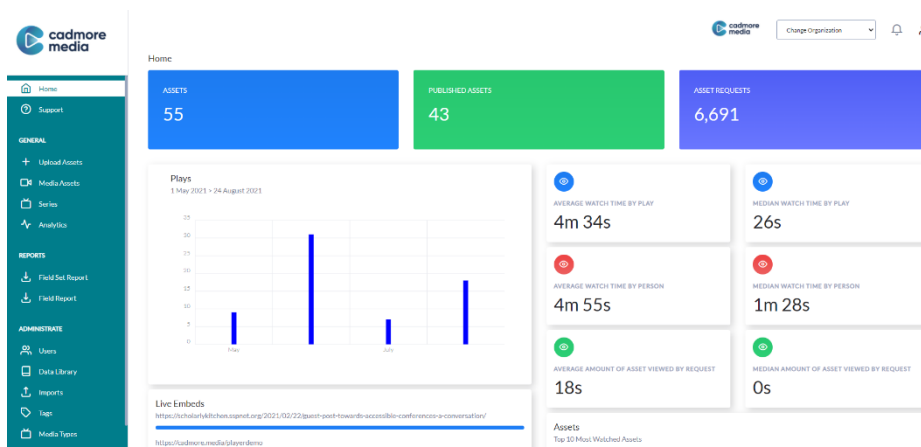 cadmore
media
Home
Support
GENERAL
Upload Assets
Media Assets
Series
Analytics
REPORTS
Field Set Report
Field Report
ADMINISTRATE
Users
Data Library
Imports
Tags
Media Types
cadmore
media
Change Organization
Home
ASSETS
55
PUBLISHED ASSETS
43
ASSET REQUESTS
6,691
Plays
1 May 2021 > 24 August 2021
35
30
25
20
15
10
5
0
May
July
AVERAGE WATCH TIME BY PLAY
4m 34s
MEDIAN WATCH TIME BY PLAY
26s
AVERAGE WATCH TIME BY PERSON
4m 55s
MEDIAN WATCH TIME BY PERSON
1m 28s
AVERAGE AMOUNT OF ASSET VIEWED BY REQUEST
18s
MEDIAN AMOUNT OF ASSET VIEWED BY REQUEST
0s
Live Embeds
https://scholarlykitchen.sspnet.org/2021/02/22/guest-post-towards-accessible-conferences-a-conversation/
https://cadmore.media/playerdemo
Assets
Top 10 Most Watched Assets